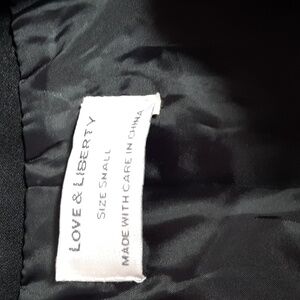 LOVE & LIBERTY
SIZE SMALL
MADE WITH CARE IN CHINA